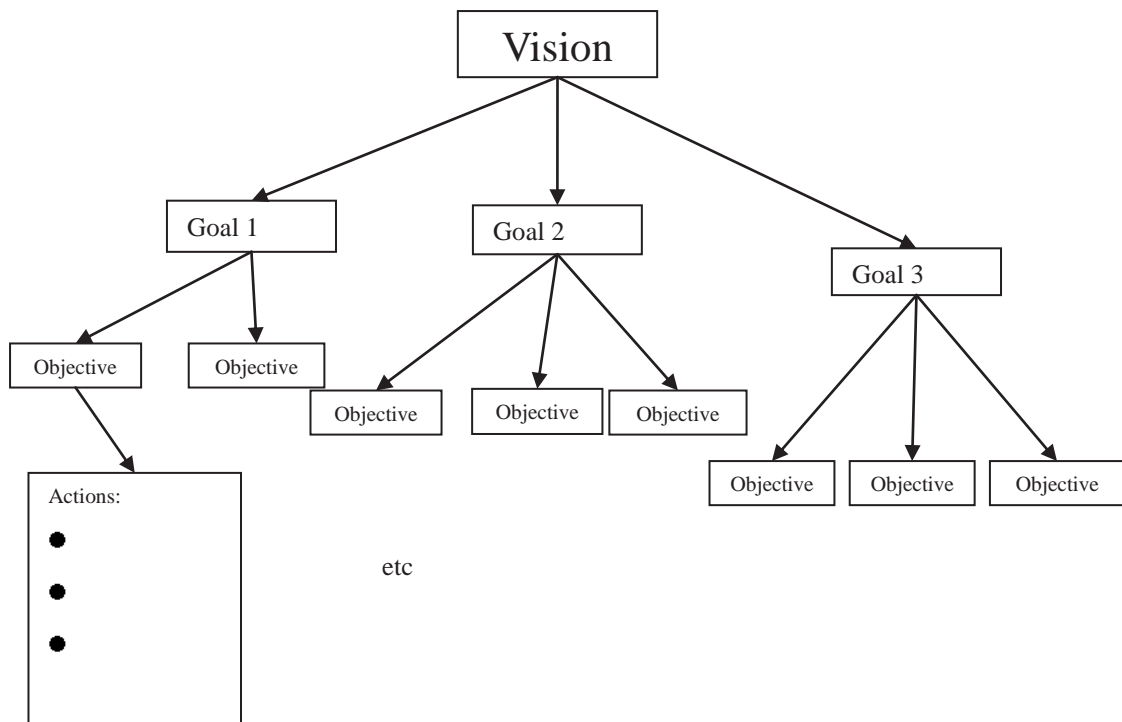 Vision
Goal 1
Goal 2
Goal 3
Objective
Objective
Objective
Objective
Objective
Objective
Objective
Objective
Actions:
etc